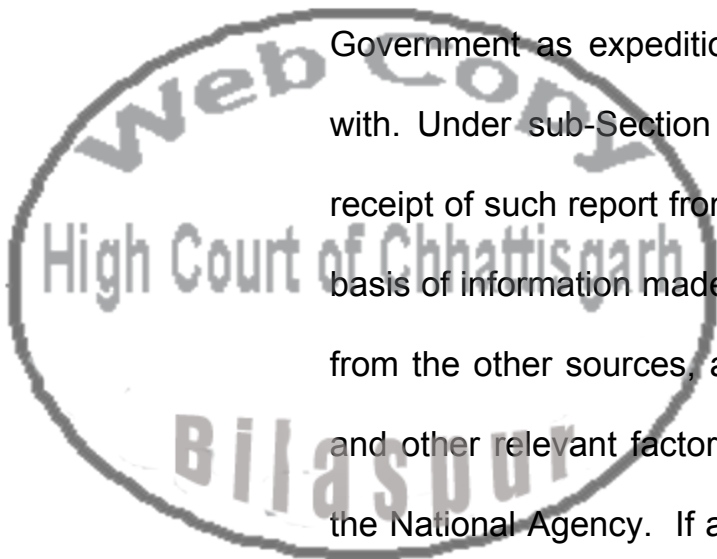 Government as expeditio
with. Under sub-Section
receipt of such report fro
basis of information made
from the other sources, a
and other relevant factor
the National Agency. If a
Web Copy
High Court of Chhattisgarh
Bilaspur